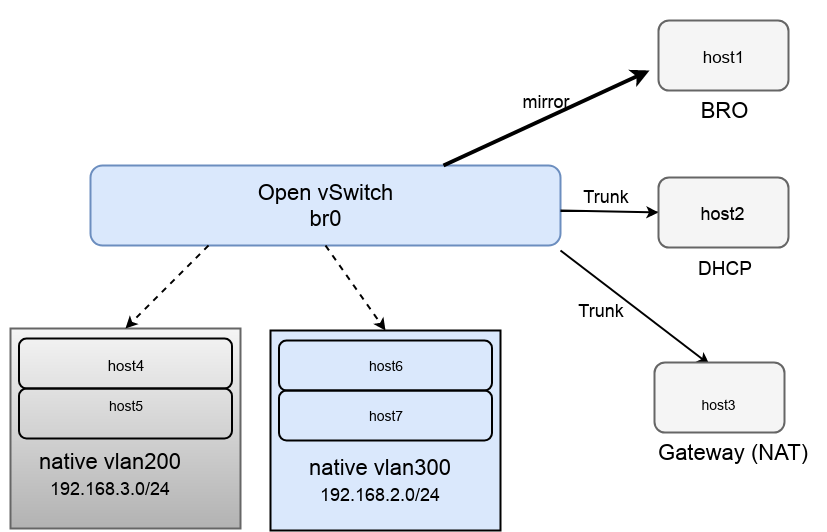 host1
BRO
mirror
Open vSwitch
br0
Trunk
host2
DHCP
Trunk
host3
Gateway (NAT)
host4
host5
native vlan200
192.168.3.0/24
host6
host7
native vlan300
192.168.2.0/24